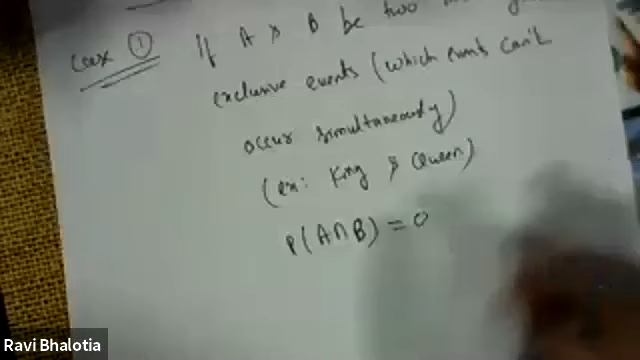 Case ① If A & B be two
exclusive events (which events can't
occur simultaneously)
(ex: King & Queen)
P(A∩B) = 0
Ravi Bhalotia